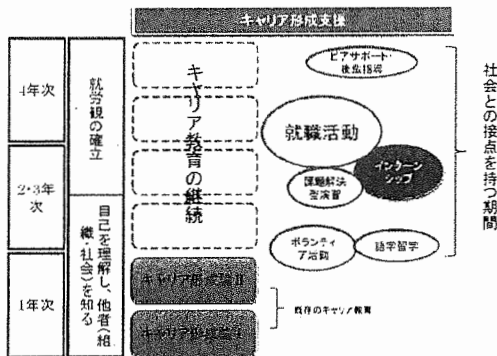 キャリア形成支援
4年次
2・3年
次
1年次
就労観の確立
自己を理解し、他者(組
織・社会)を知る
キャリア教育の継続
ピアサポート・
後輩指導
就職活動
インターン
シップ
課題解決
型演習
ボランティ
ア活動
語学留学
キャリア形成論Ⅱ
キャリア形成論Ⅰ
既存のキャリア教育
社会との接点を持つ期間